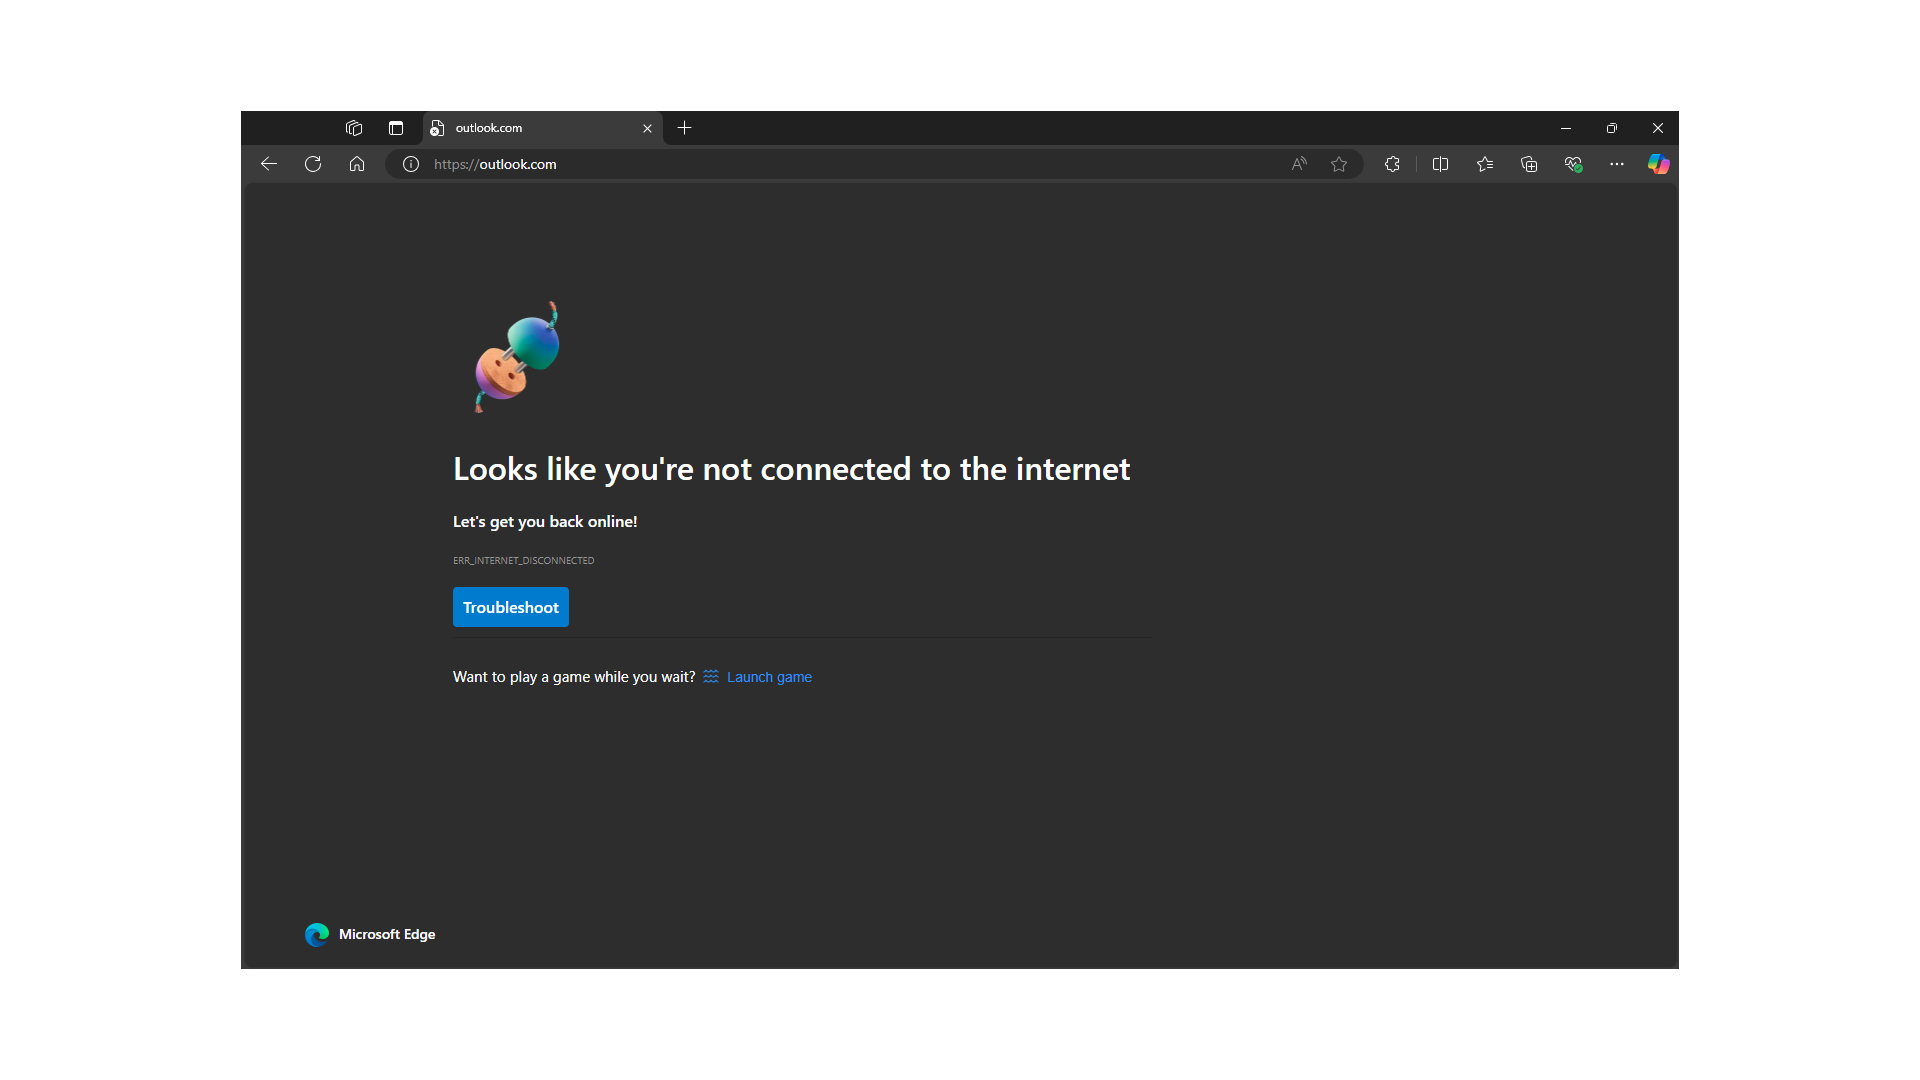 outlook.com
https://outlook.com
Looks like you're not connected to the internet
Let's get you back online!
ERR_INTERNET_DISCONNECTED
Troubleshoot
Want to play a game while you wait? Launch game
Microsoft Edge